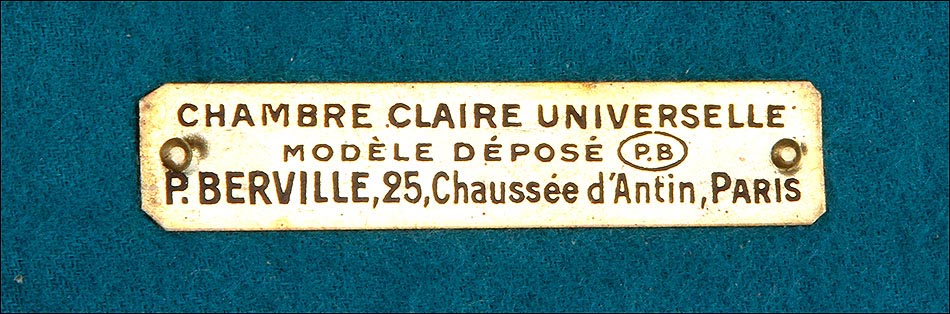 CHAMBRE CLAIRE UNIVERSELLE
MODÈLE DÉPOSÉ P.B
P. BERVILLE, 25, Chaussée d'Antin, PARIS